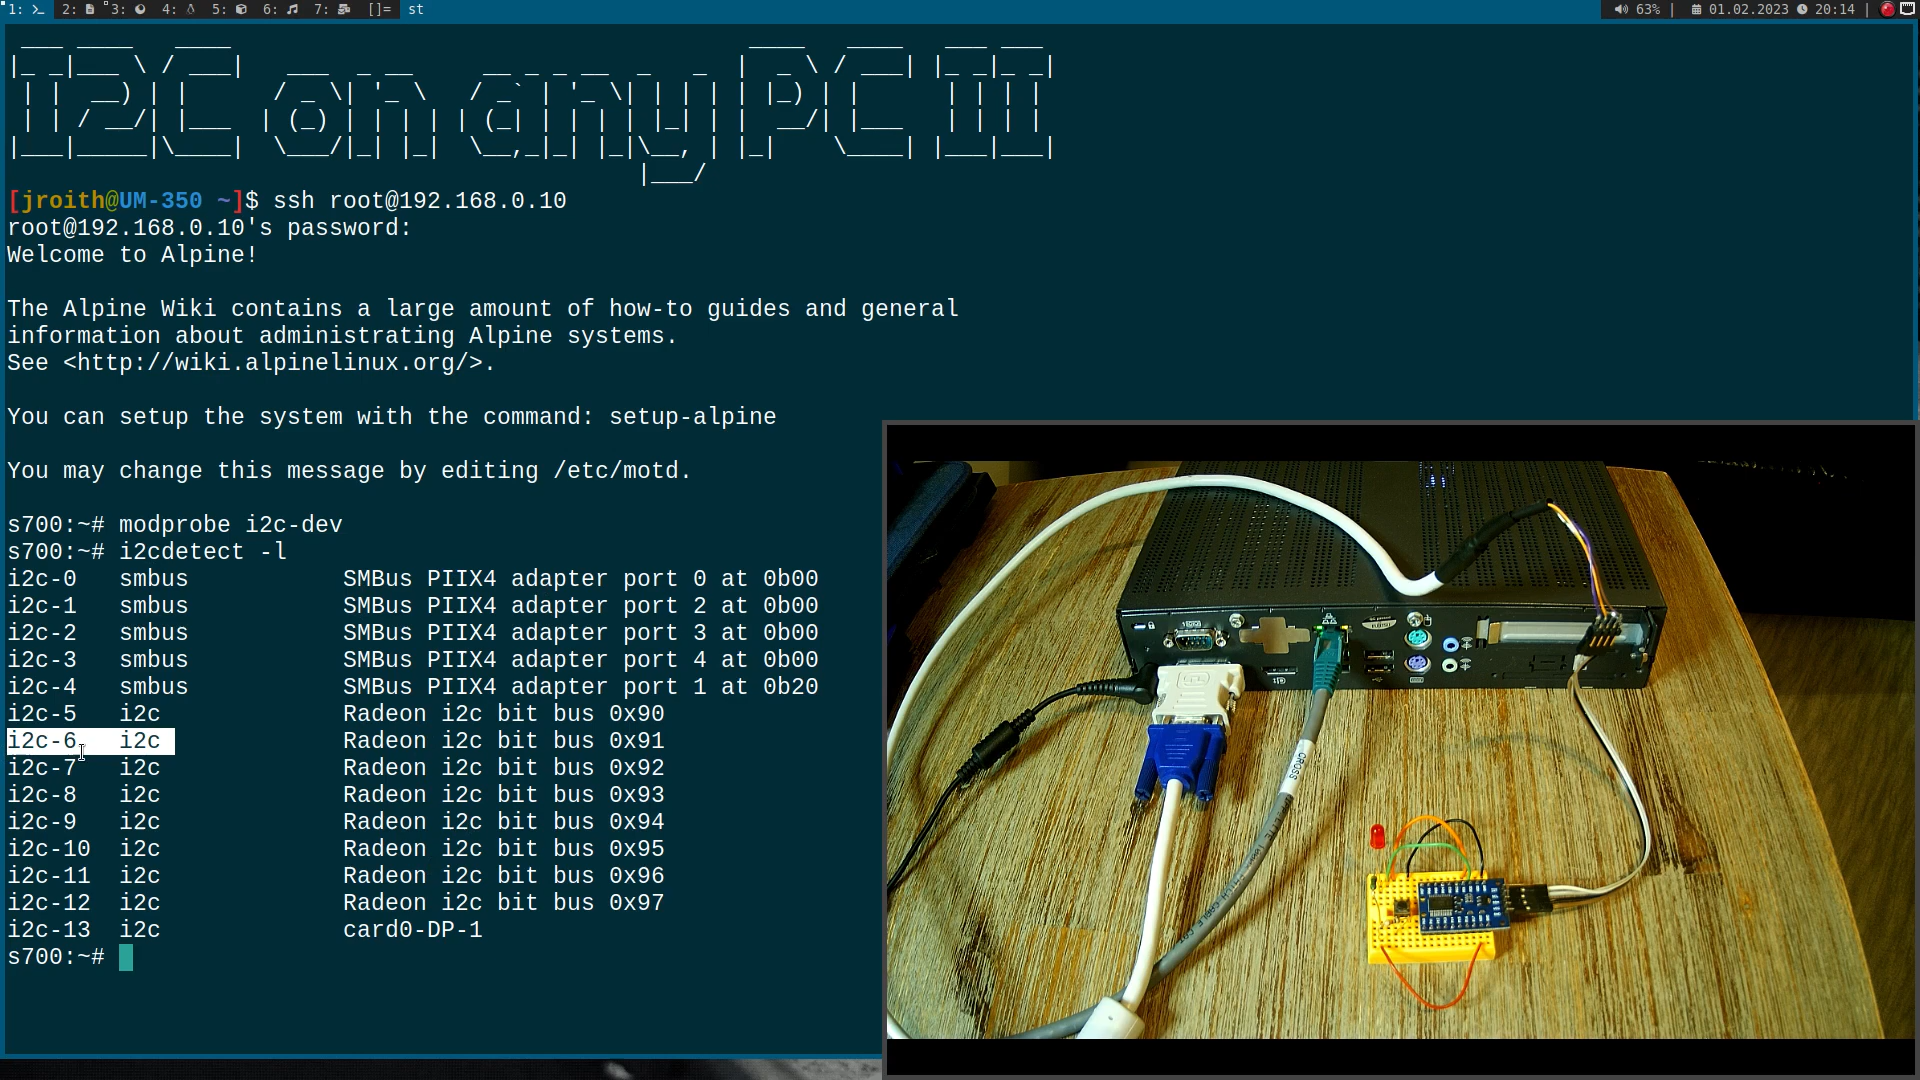 1: 2: 3: 4: 5: 6: 7: []= st 63% | 01.02.2023 20:14 |
I2C on any PC II
[jroith@UM-350 ~]$ ssh root@192.168.0.10
root@192.168.0.10's password:
Welcome to Alpine!
The Alpine Wiki contains a large amount of how-to guides and general
information about administrating Alpine systems.
See <http://wiki.alpinelinux.org/>.
You can setup the system with the command: setup-alpine
You may change this message by editing /etc/motd.
s700:~# modprobe i2c-dev
s700:~# i2cdetect -l
i2c-0 smbus SMBus PIIX4 adapter port 0 at 0b00
i2c-1 smbus SMBus PIIX4 adapter port 2 at 0b00
i2c-2 smbus SMBus PIIX4 adapter port 3 at 0b00
i2c-3 smbus SMBus PIIX4 adapter port 4 at 0b00
i2c-4 smbus SMBus PIIX4 adapter port 1 at 0b20
i2c-5 i2c Radeon i2c bit bus 0x90
i2c-6 i2c Radeon i2c bit bus 0x91
i2c-7 i2c Radeon i2c bit bus 0x92
i2c-8 i2c Radeon i2c bit bus 0x93
i2c-9 i2c Radeon i2c bit bus 0x94
i2c-10 i2c Radeon i2c bit bus 0x95
i2c-11 i2c Radeon i2c bit bus 0x96
i2c-12 i2c Radeon i2c bit bus 0x97
i2c-13 i2c card0-DP-1
s700:~#
CROSS